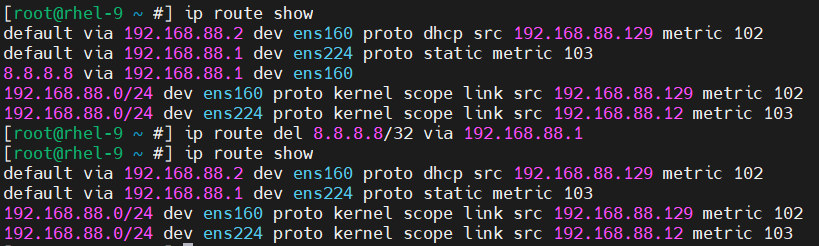 [root@rhel-9 ~ #] ip route show
default via 192.168.88.2 dev ens160 proto dhcp src 192.168.88.129 metric 102
default via 192.168.88.1 dev ens224 proto static metric 103
8.8.8.8 via 192.168.88.1 dev ens160
192.168.88.0/24 dev ens160 proto kernel scope link src 192.168.88.129 metric 102
192.168.88.0/24 dev ens224 proto kernel scope link src 192.168.88.12 metric 103
[root@rhel-9 ~ #] ip route del 8.8.8.8/32 via 192.168.88.1
[root@rhel-9 ~ #] ip route show
default via 192.168.88.2 dev ens160 proto dhcp src 192.168.88.129 metric 102
default via 192.168.88.1 dev ens224 proto static metric 103
192.168.88.0/24 dev ens160 proto kernel scope link src 192.168.88.129 metric 102
192.168.88.0/24 dev ens224 proto kernel scope link src 192.168.88.12 metric 103